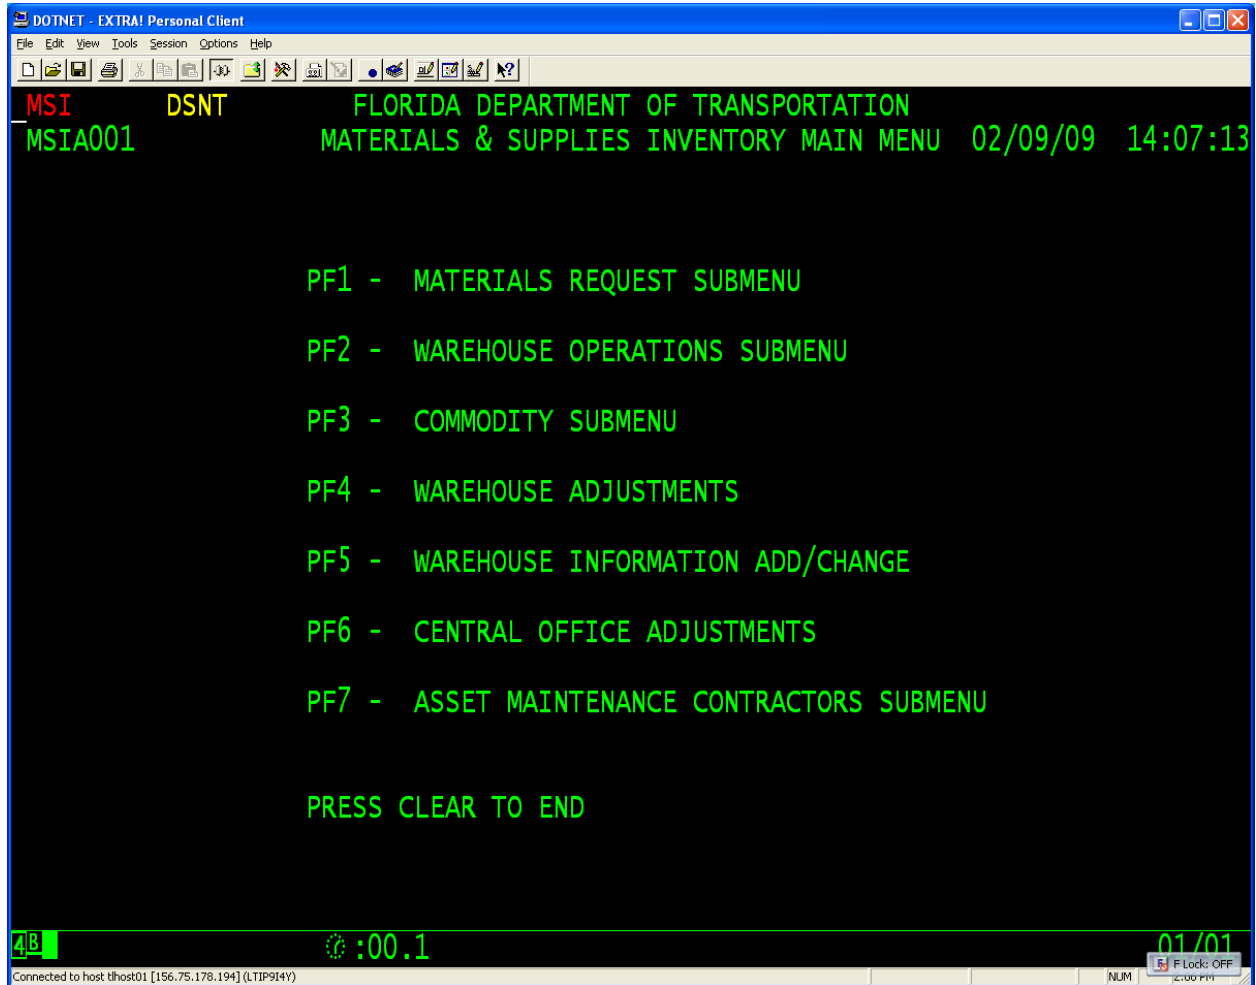 DOTNET - EXTRA! Personal Client
File Edit View Tools Session Options Help
MSI DSNT FLORIDA DEPARTMENT OF TRANSPORTATION
MSIA001 MATERIALS & SUPPLIES INVENTORY MAIN MENU 02/09/09 14:07:13
PF1 - MATERIALS REQUEST SUBMENU
PF2 - WAREHOUSE OPERATIONS SUBMENU
PF3 - COMMODITY SUBMENU
PF4 - WAREHOUSE ADJUSTMENTS
PF5 - WAREHOUSE INFORMATION ADD/CHANGE
PF6 - CENTRAL OFFICE ADJUSTMENTS
PF7 - ASSET MAINTENANCE CONTRACTORS SUBMENU
PRESS CLEAR TO END
4B :00.1 01/01
F Lock: OFF
Connected to host tlhost01 [156.75.178.194] (LTIP9I4Y) NUM